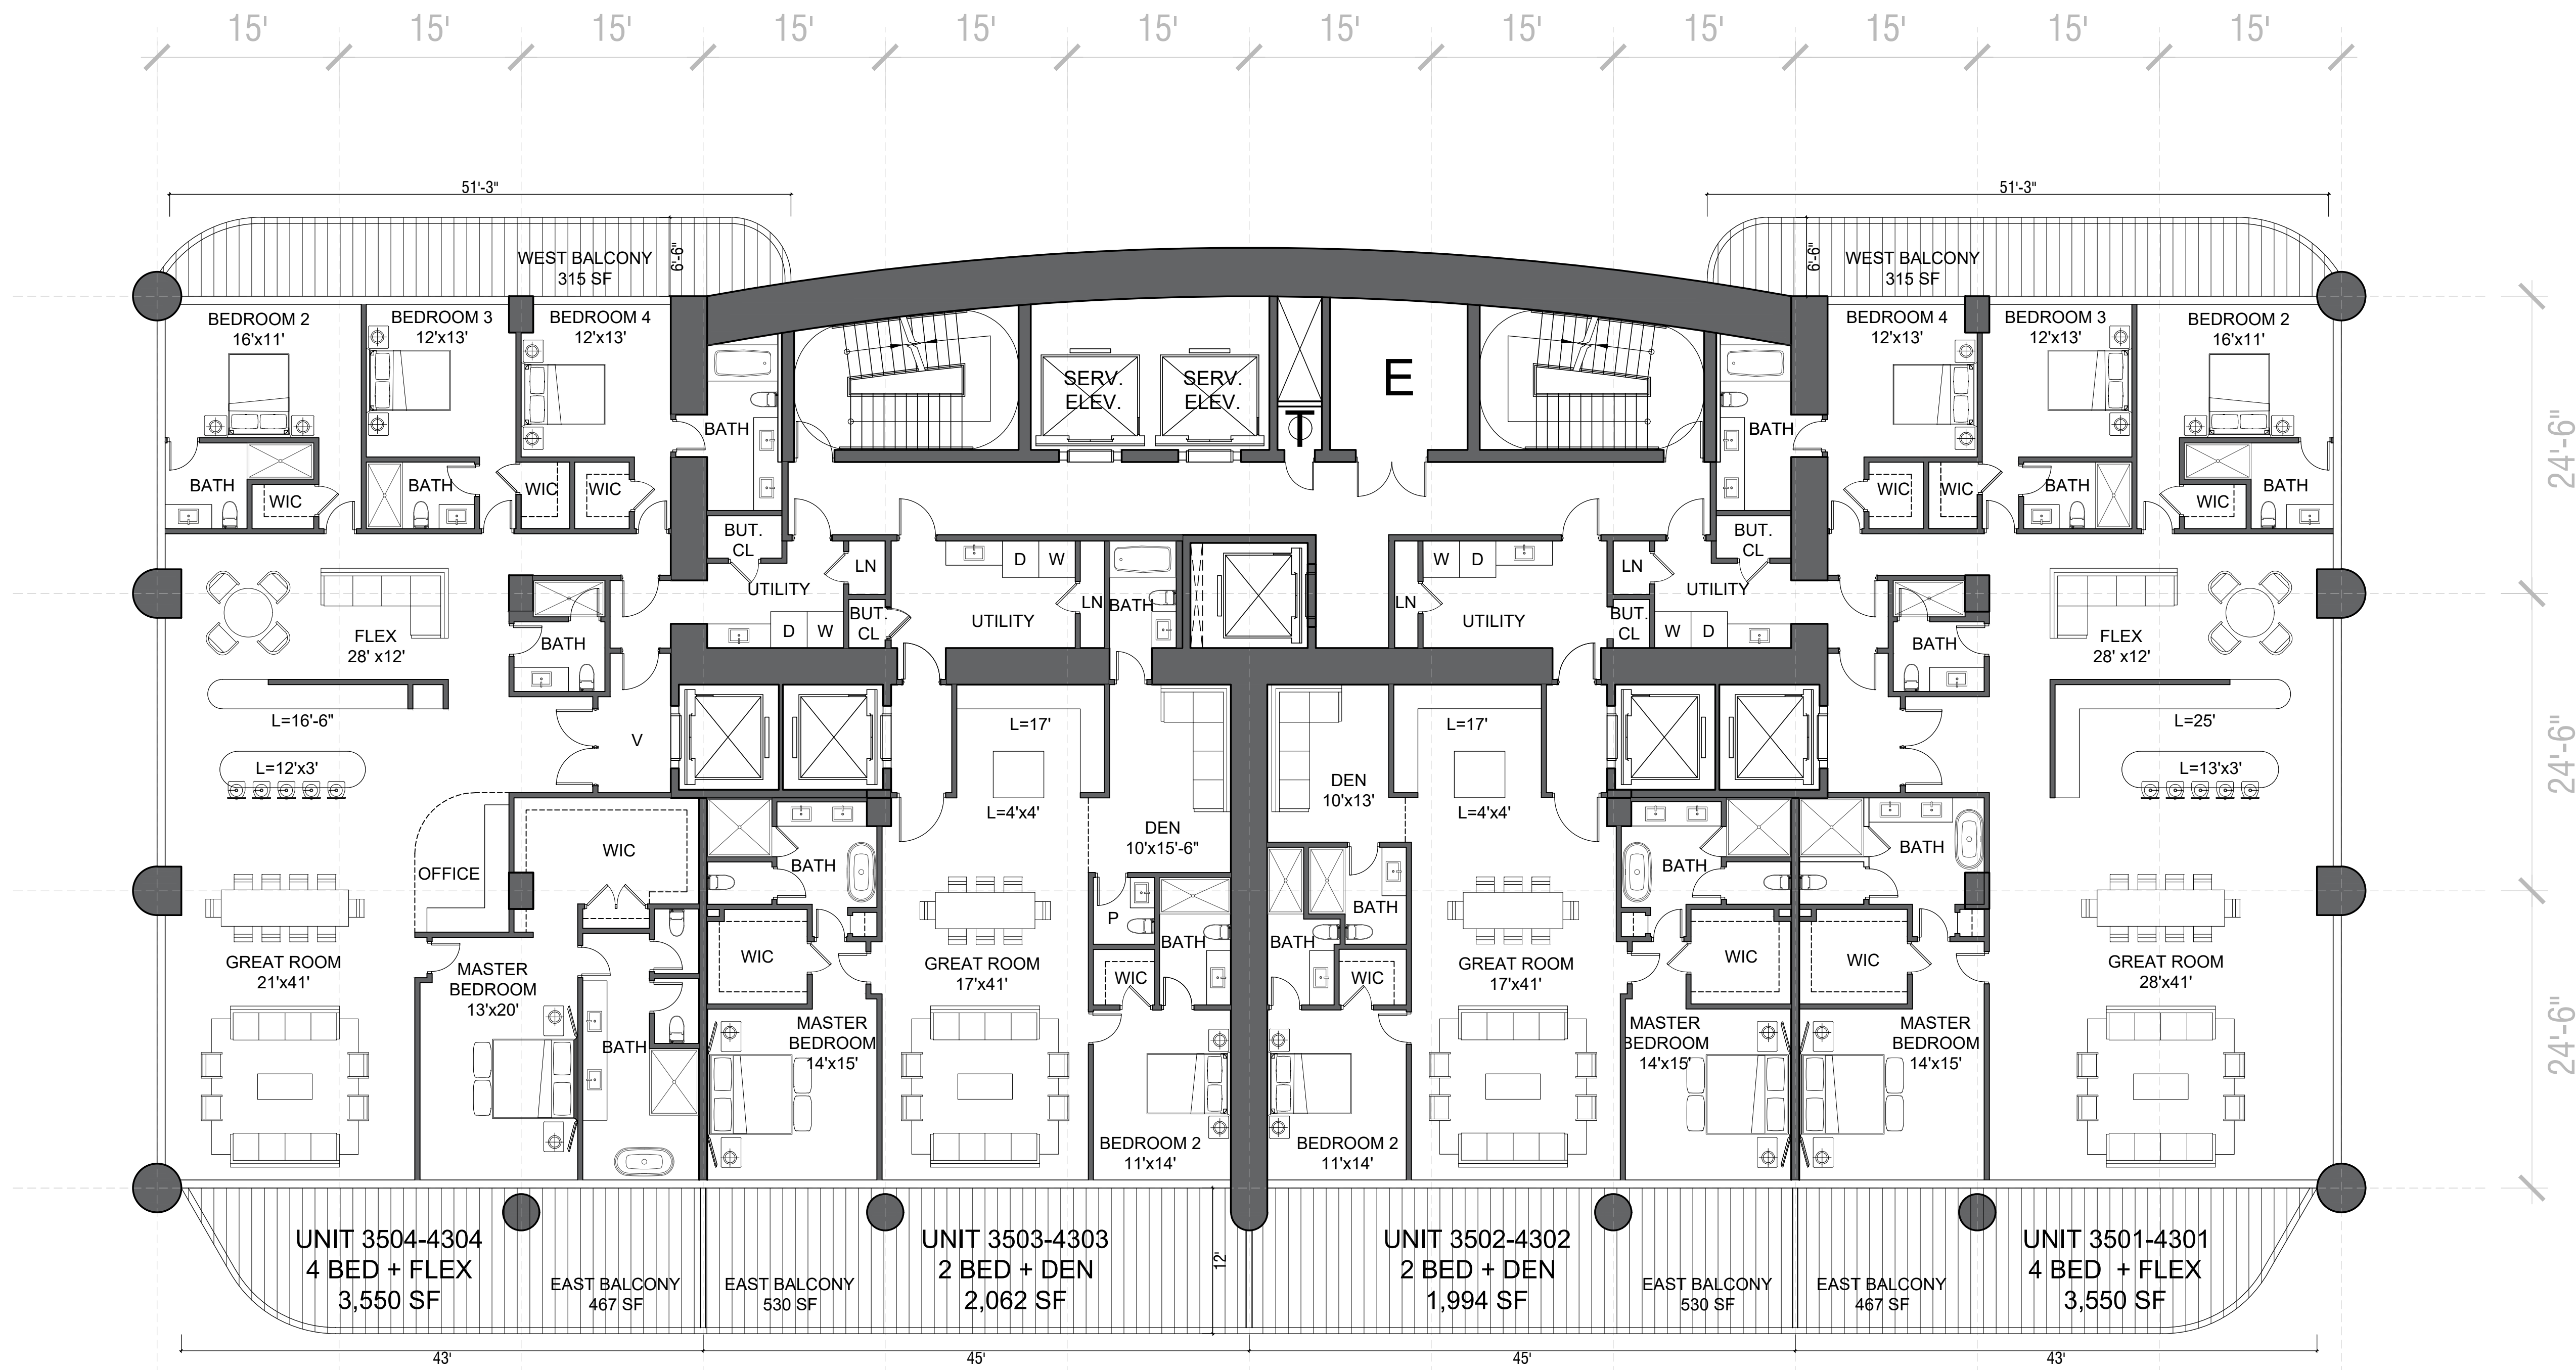 15' 15' 15' 15' 15' 15' 15' 15' 15' 15' 15' 15'
51'-3" 51'-3"
6'-6" 6'-6"
WEST BALCONY
315 SF
WEST BALCONY
315 SF
BEDROOM 2
16'x11'
BEDROOM 3
12'x13'
BEDROOM 4
12'x13'
BATH
SERV.
ELEV.
SERV.
ELEV.
T
E
BATH
BEDROOM 4
12'x13'
BEDROOM 3
12'x13'
BEDROOM 2
16'x11'
24'-6"
BATH
WIC
BATH
WIC
WIC
BUT.
CL
LN
UTILITY
D W
BUT.
CL
D W
UTILITY
LN
BATH
LN
W D
UTILITY
LN
BUT.
CL
BUT.
CL
UTILITY
W D
WIC
WIC
BATH
WIC
BATH
FLEX
28' x12'
BATH
BATH
FLEX
28' x12'
L=16'-6"
L=12'x3'
V
L=17'
L=4'x4'
DEN
10'x15'-6"
DEN
10'x13'
L=17'
L=4'x4'
L=25'
L=13'x3'
24'-6"
OFFICE
WIC
BATH
P
BATH
WIC
BATH
BATH
WIC
BATH
BATH
WIC
WIC
WIC
GREAT ROOM
21'x41'
MASTER
BEDROOM
13'x20'
BATH
MASTER
BEDROOM
14'x15'
GREAT ROOM
17'x41'
BEDROOM 2
11'x14'
BEDROOM 2
11'x14'
GREAT ROOM
17'x41'
MASTER
BEDROOM
14'x15'
MASTER
BEDROOM
14'x15'
GREAT ROOM
28'x41'
24'-6"
UNIT 3504-4304
4 BED + FLEX
3,550 SF
EAST BALCONY
467 SF
EAST BALCONY
530 SF
UNIT 3503-4303
2 BED + DEN
2,062 SF
12'
UNIT 3502-4302
2 BED + DEN
1,994 SF
EAST BALCONY
530 SF
EAST BALCONY
467 SF
UNIT 3501-4301
4 BED + FLEX
3,550 SF
43' 45' 45' 43'